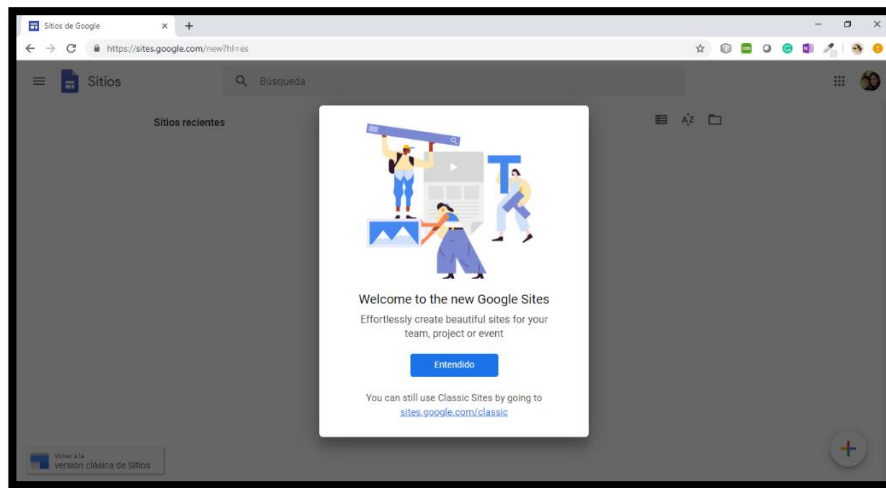 Sitios de Google
https://sites.google.com/new?hl=es
Sitios
Búsqueda
Sitios recientes
AZ
Welcome to the new Google Sites
Effortlessly create beautiful sites for your
team, project or event
Entendido
You can still use Classic Sites by going to
sites.google.com/classic
Volver a la
versión clásica de Sitios